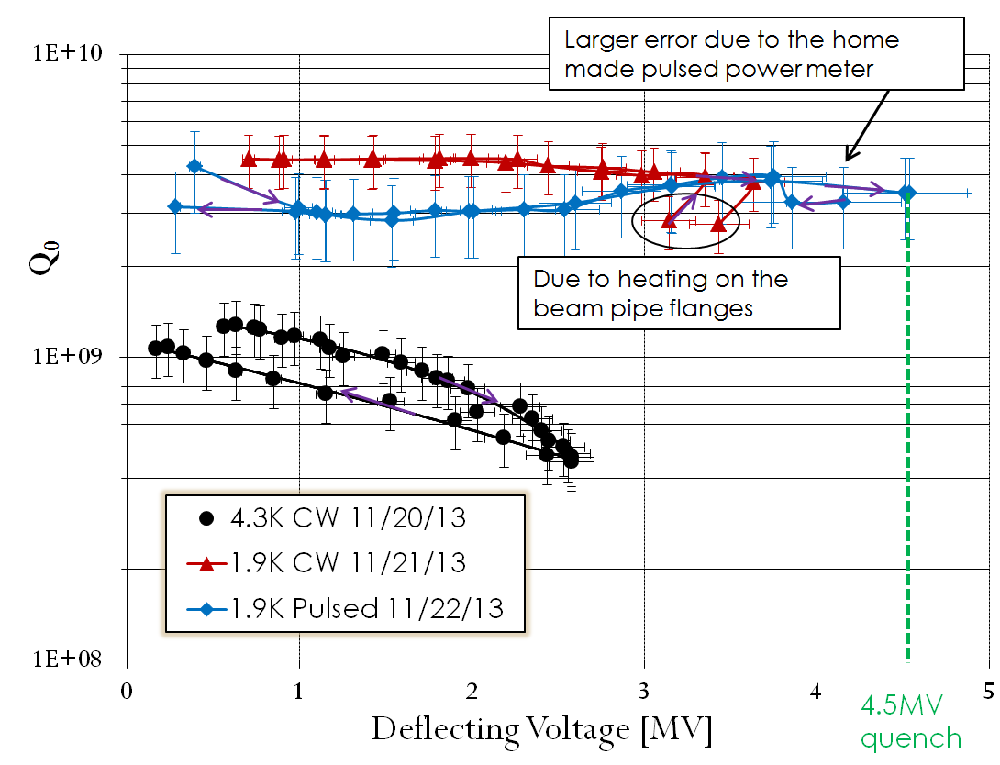 1E+10
1E+09
1E+08
Q0
Larger error due to the home
made pulsed power meter
Due to heating on the
beam pipe flanges
4.3K CW 11/20/13
1.9K CW 11/21/13
1.9K Pulsed 11/22/13
0 1 2 3 4 5
Deflecting Voltage [MV]
4.5MV
quench